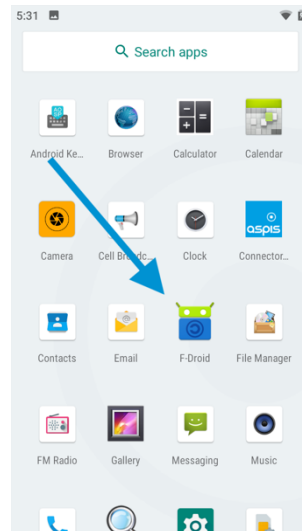 5:31
Search apps
Android Ke... Browser Calculator Calendar
Camera Cell Broadc... Clock Connector...
aspis
Contacts Email F-Droid File Manager
FM Radio Gallery Messaging Music